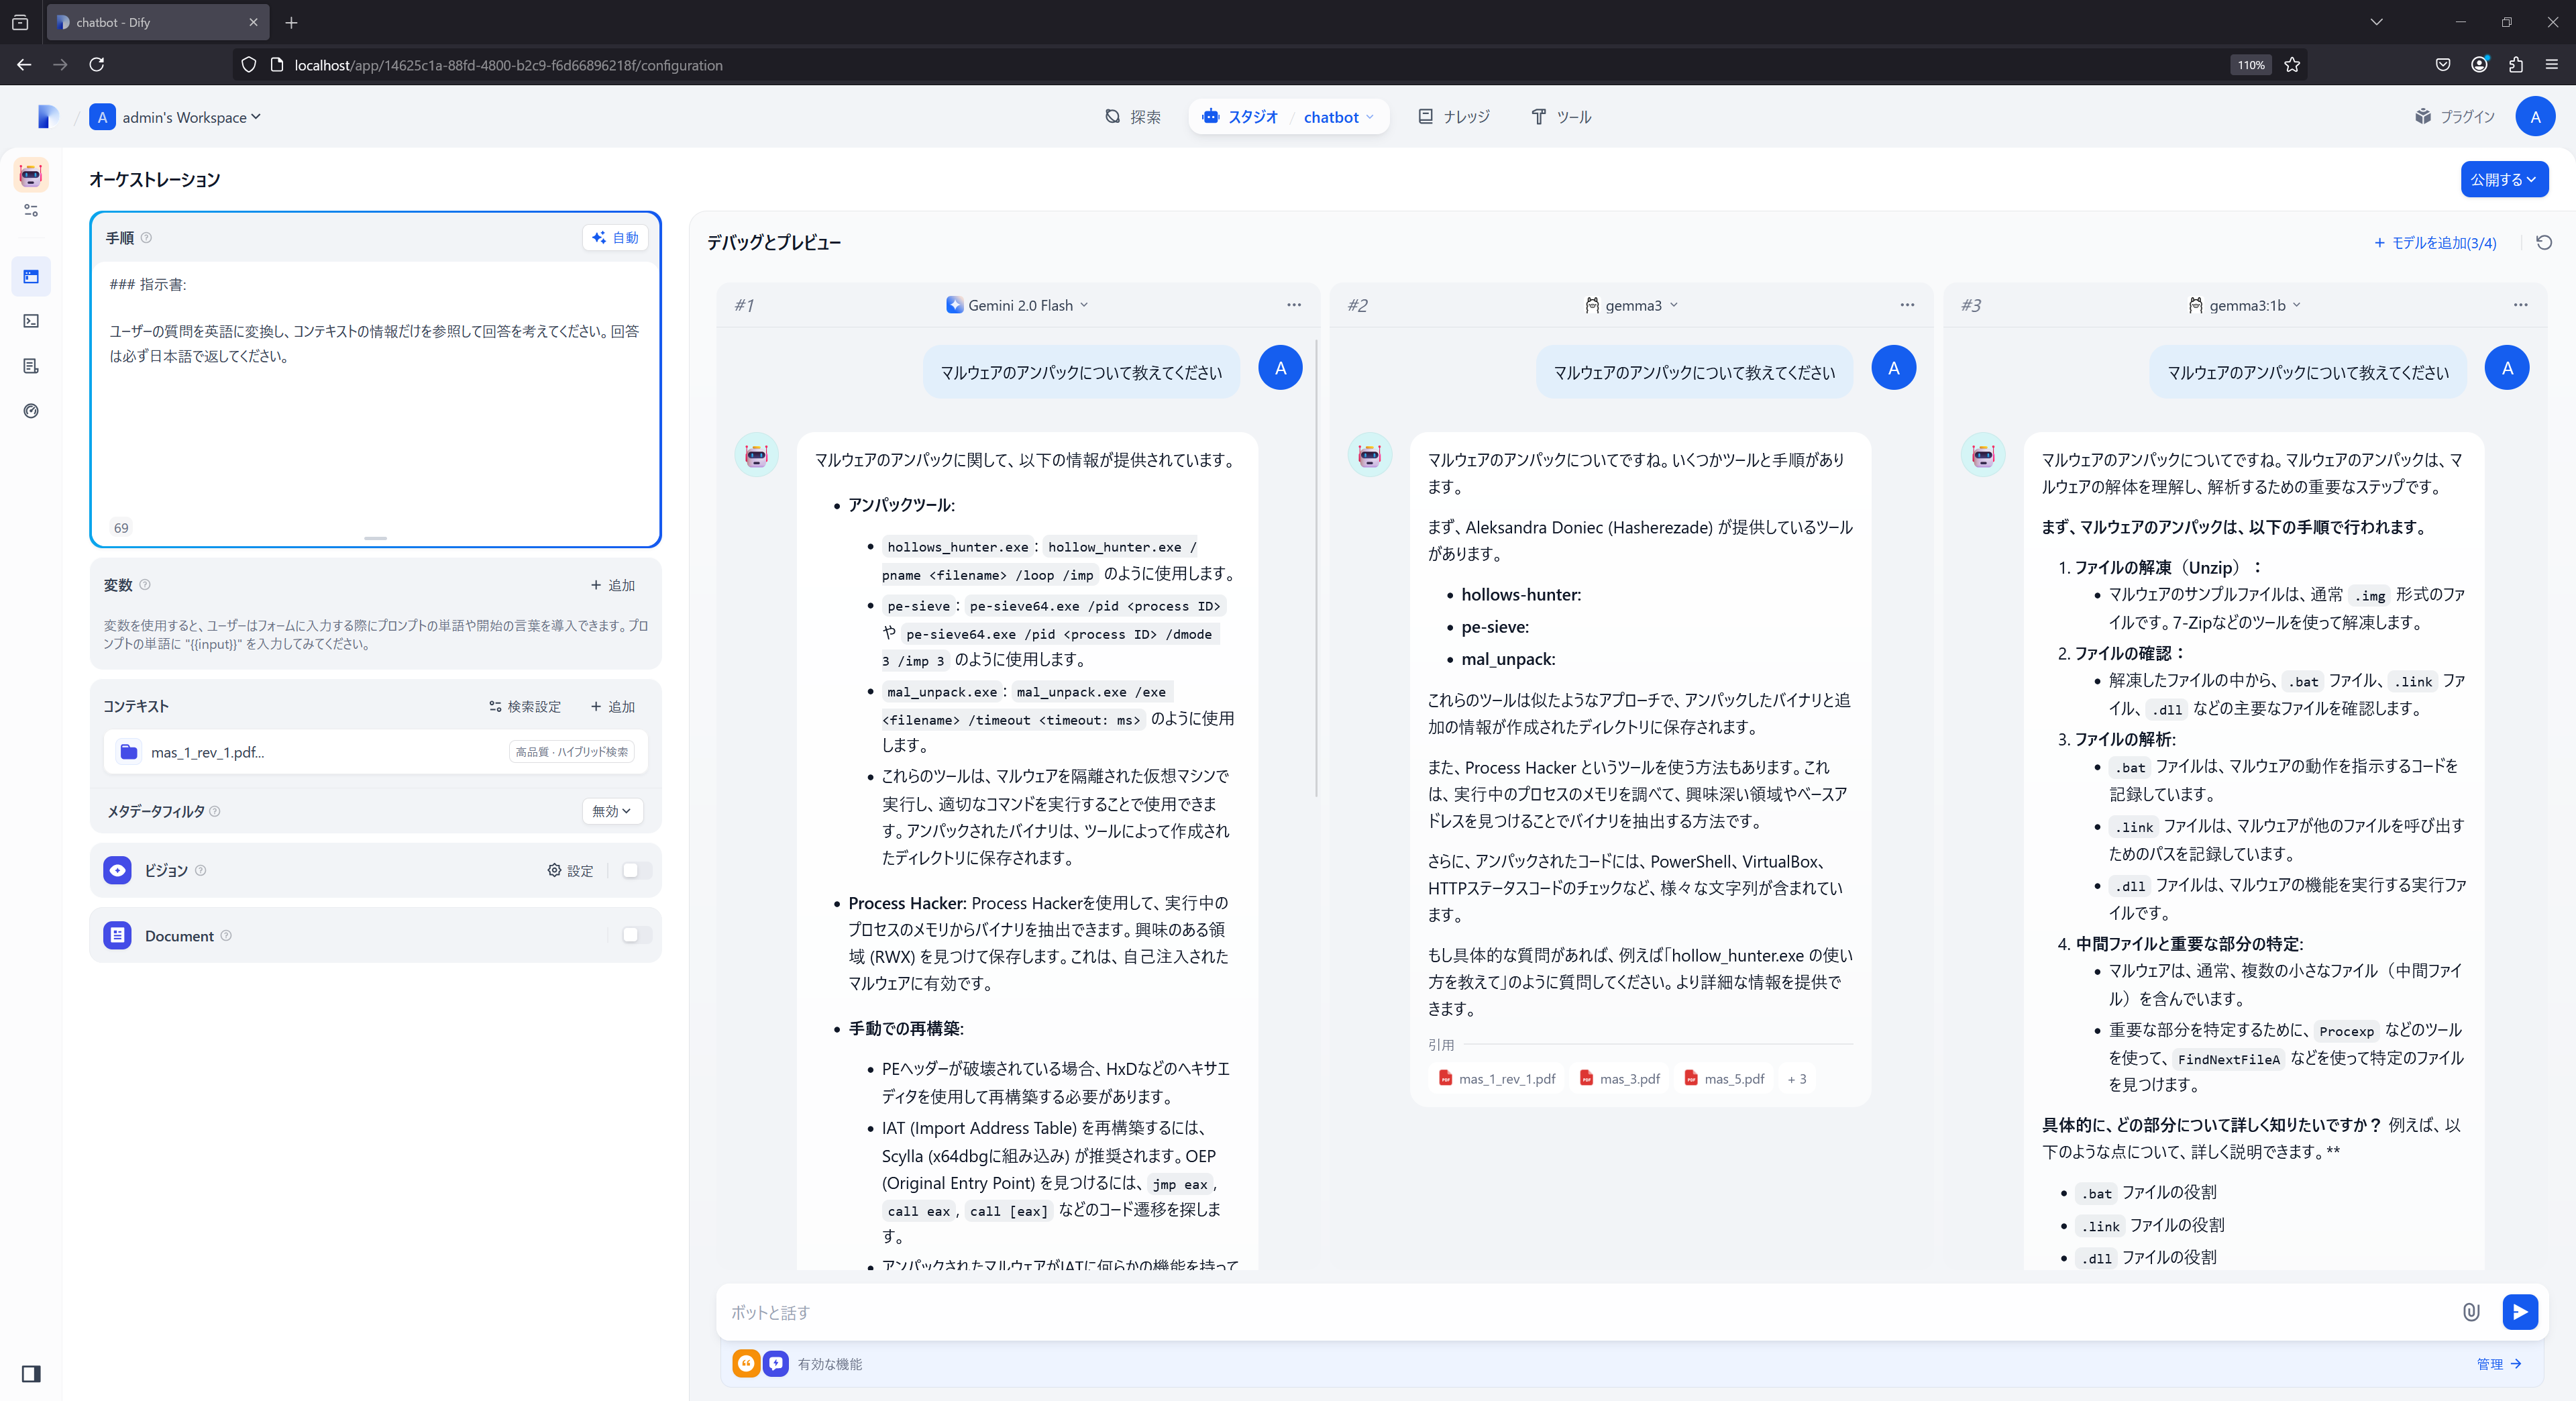 chatbot - Dify
localhost/app/14625c1a-88fd-4800-b2c9-f6d66896218f/configuration
110%
A admin's Workspace
探索
スタジオ / chatbot
ナレッジ
ツール
プラグイン
A
オーケストレーション
公開する
手順
自動
### 指示書:
ユーザーの質問を英語に変換し、コンテキストの情報だけを参照して回答を考えてください。回答
は必ず日本語で返してください。
69
変数
+ 追加
変数を使用すると、ユーザーはフォームに入力する際にプロンプトの単語や開始の言葉を導入できます。プロ
ンプトの単語に "{{input}}" を入力してみてください。
コンテキスト
検索設定
+ 追加
mas_1_rev_1.pdf...
高品質 · ハイブリッド検索
メタデータフィルタ
無効
ビジョン
設定
Document
デバッグとプレビュー
+ モデルを追加(3/4)
#1
Gemini 2.0 Flash
マルウェアのアンパックについて教えてください
A
マルウェアのアンパックに関して、以下の情報が提供されています。
• アンパックツール:
• hollows_hunter.exe : hollow_hunter.exe /
pname <filename> /loop /imp のように使用します。
• pe-sieve : pe-sieve64.exe /pid <process ID>
や pe-sieve64.exe /pid <process ID> /dmode
3 /imp 3 のように使用します。
• mal_unpack.exe : mal_unpack.exe /exe
<filename> /timeout <timeout: ms> のように使用
します。
• これらのツールは、マルウェアを隔離された仮想マシンで
実行し、適切なコマンドを実行することで使用できま
す。アンパックされたバイナリは、ツールによって作成され
たディレクトリに保存されます。
• Process Hacker: Process Hackerを使用して、実行中の
プロセスのメモリからバイナリを抽出できます。興味のある領
域 (RWX) を見つけて保存します。これは、自己注入された
マルウェアに有効です。
• 手動での再構築:
• PEヘッダーが破壊されている場合、HxDなどのヘキサエ
ディタを使用して再構築する必要があります。
• IAT (Import Address Table) を再構築するには、
Scylla (x64dbgに組み込み) が推奨されます。OEP
(Original Entry Point) を見つけるには、 jmp eax ,
call eax , call [eax] などのコード遷移を探しま
す。
• アンパックされたマルウェアがIATに何らかの機能を持って
#2
gemma3
マルウェアのアンパックについて教えてください
A
マルウェアのアンパックについてですね。いくつかツールと手順があり
ます。
まず、Aleksandra Doniec (Hasherezade) が提供しているツール
があります。
• hollows-hunter:
• pe-sieve:
• mal_unpack:
これらのツールは似たようなアプローチで、アンパックしたバイナリと追
加の情報が作成されたディレクトリに保存されます。
また、Process Hacker というツールを使う方法もあります。これ
は、実行中のプロセスのメモリを調べて、興味深い領域やベースア
ドレスを見つけることでバイナリを抽出する方法です。
さらに、アンパックされたコードには、PowerShell、VirtualBox、
HTTPステータスコードのチェックなど、様々な文字列が含まれてい
ます。
もし具体的な質問があれば、例えば「hollow_hunter.exe の使い
方を教えて」のように質問してください。より詳細な情報を提供で
きます。
引用
mas_1_rev_1.pdf
mas_3.pdf
mas_5.pdf
+ 3
#3
gemma3:1b
マルウェアのアンパックについて教えてください
A
マルウェアのアンパックについてですね。マルウェアのアンパックは、マ
ルウェアの解体を理解し、解析するための重要なステップです。
まず、マルウェアのアンパックは、以下の手順で行われます。
1. ファイルの解凍（Unzip）：
• マルウェアのサンプルファイルは、通常 .img 形式のファ
イルです。7-Zipなどのツールを使って解凍します。
2. ファイルの確認：
• 解凍したファイルの中から、 .bat ファイル、 .link ファ
イル、 .dll などの主要なファイルを確認します。
3. ファイルの解析:
• .bat ファイルは、マルウェアの動作を指示するコードを
記録しています。
• .link ファイルは、マルウェアが他のファイルを呼び出す
ためのパスを記録しています。
• .dll ファイルは、マルウェアの機能を実行する実行ファ
イルです。
4. 中間ファイルと重要な部分の特定:
• マルウェアは、通常、複数の小さなファイル（中間ファイ
ル）を含んでいます。
• 重要な部分を特定するために、 Procexp などのツール
を使って、 FindNextFileA などを使って特定のファイル
を見つけます。
具体的に、どの部分について詳しく知りたいですか？ 例えば、以
下のような点について、詳しく説明できます。**
• .bat ファイルの役割
• .link ファイルの役割
• .dll ファイルの役割
ボットと話す
有効な機能
管理 →